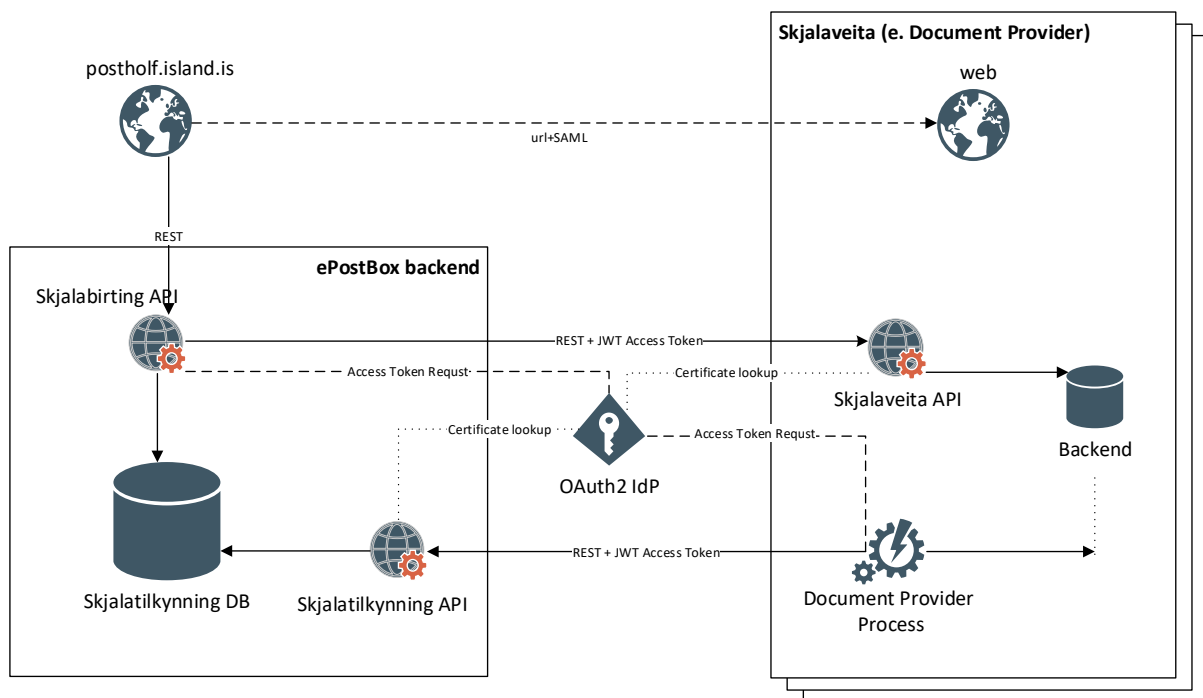 Skjalaveita (e. Document Provider)
postholf.island.is
web
url+SAML
REST
ePostBox backend
Skjalabirting API
REST + JWT Access Token
Access Token Requst
Certificate lookup
Skjalaveita API
Certificate lookup
Access Token Requst
Backend
OAuth2 IdP
REST + JWT Access Token
Skjalatilkynning DB
Skjalatilkynning API
Document Provider
Process